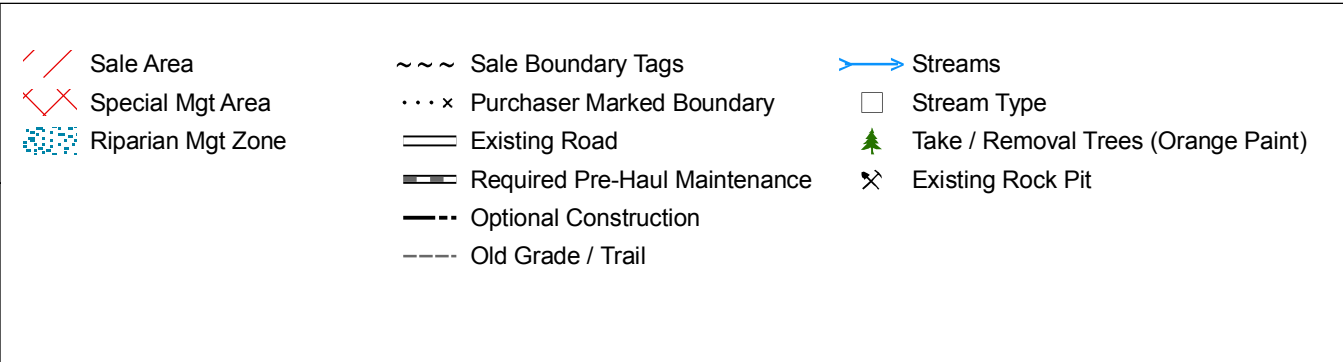 Sale Area
Special Mgt Area
Riparian Mgt Zone
Sale Boundary Tags
Purchaser Marked Boundary
Existing Road
Required Pre-Haul Maintenance
Optional Construction
Old Grade / Trail
Streams
Stream Type
Take / Removal Trees (Orange Paint)
Existing Rock Pit